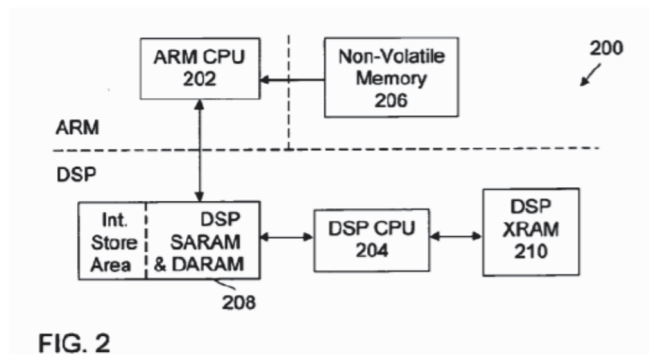 ARM CPU
202
Non-Volatile
Memory
206
200
ARM
DSP
Int.
Store
Area
DSP
SARAM
& DARAM
208
DSP CPU
204
DSP
XRAM
210
FIG. 2